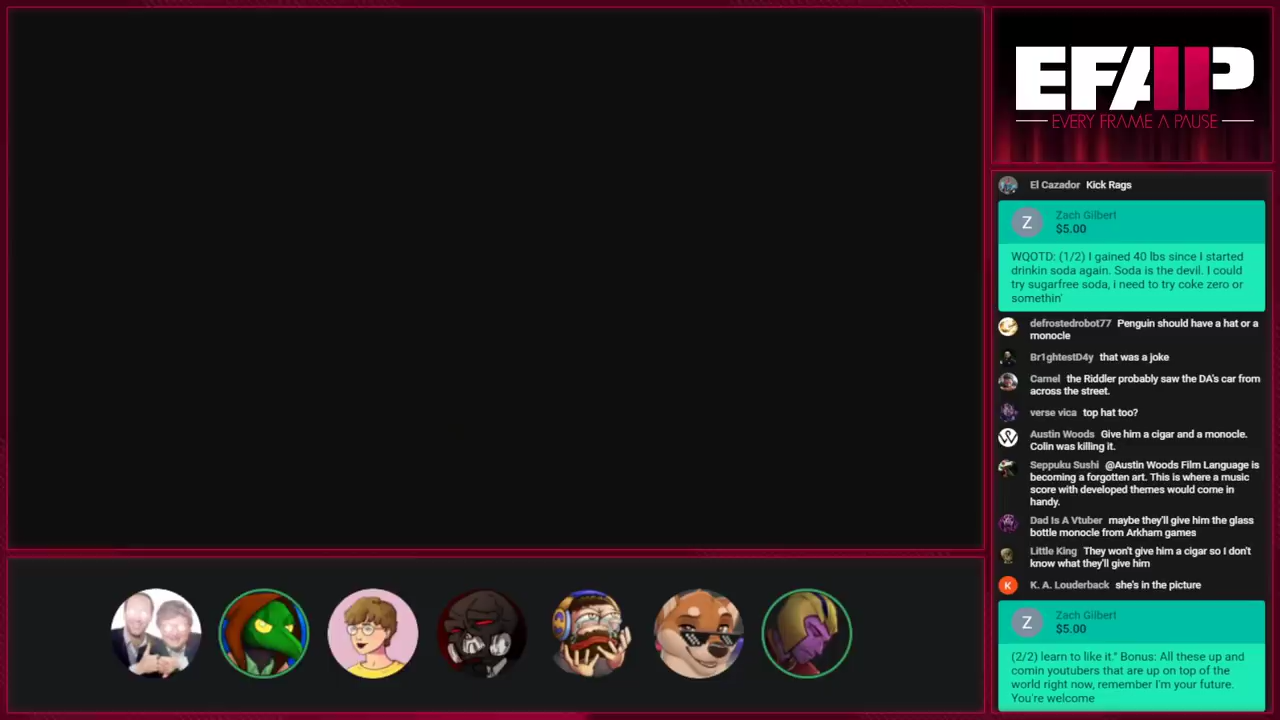 EFAP
EVERY FRAME A PAUSE
El Cazador Kick Rags
Z
Zach Gilbert
$5.00
WQOTD: (1/2) I gained 40 lbs since I started
drinkin soda again. Soda is the devil. I could
try sugarfree soda, i need to try coke zero or
somethin'
defrostedrobot77 Penguin should have a hat or a
monocle
Br1ghtestD4y that was a joke
Camel the Riddler probably saw the DA's car from
across the street.
verse vica top hat too?
Austin Woods Give him a cigar and a monocle.
Colin was killing it.
Seppuku Sushi @Austin Woods Film Language is
becoming a forgotten art. This is where a music
score with developed themes would come in
handy.
Dad Is A Vtuber maybe they'll give him the glass
bottle monocle from Arkham games
Little King They won't give him a cigar so I don't
know what they'll give him
K
K. A. Louderback she's in the picture
Z
Zach Gilbert
$5.00
(2/2) learn to like it." Bonus: All these up and
comin youtubers that are up on top of the
world right now, remember I'm your future.
You're welcome